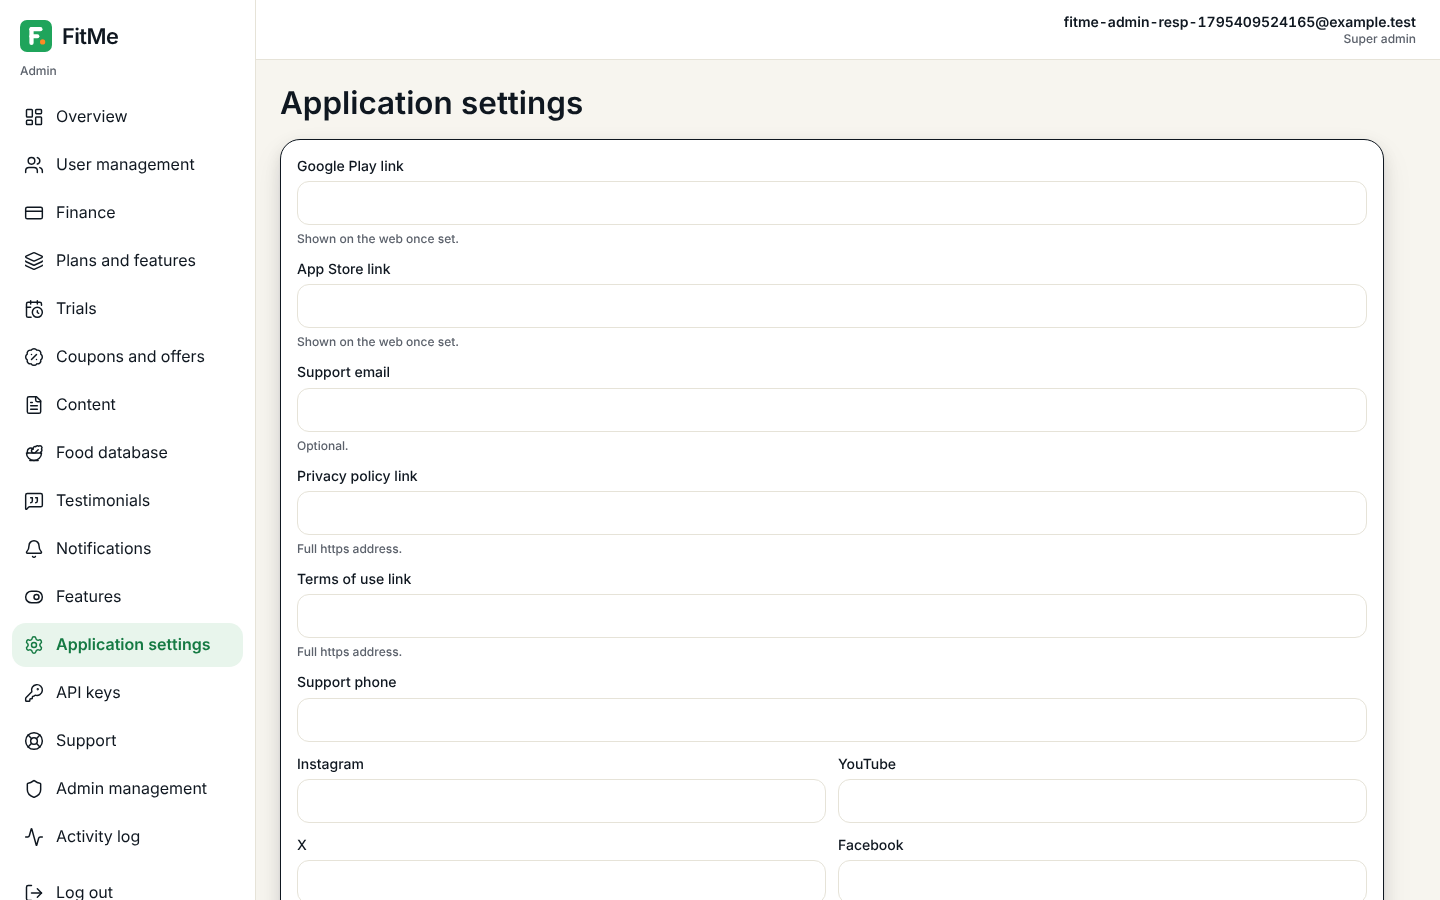 FitMe
Admin
Overview
User management
Finance
Plans and features
Trials
Coupons and offers
Content
Food database
Testimonials
Notifications
Features
Application settings
API keys
Support
Admin management
Activity log
Log out
fitme-admin-resp-1795409524165@example.test
Super admin
Application settings
Google Play link
Shown on the web once set.
App Store link
Shown on the web once set.
Support email
Optional.
Privacy policy link
Full https address.
Terms of use link
Full https address.
Support phone
Instagram
YouTube
X
Facebook